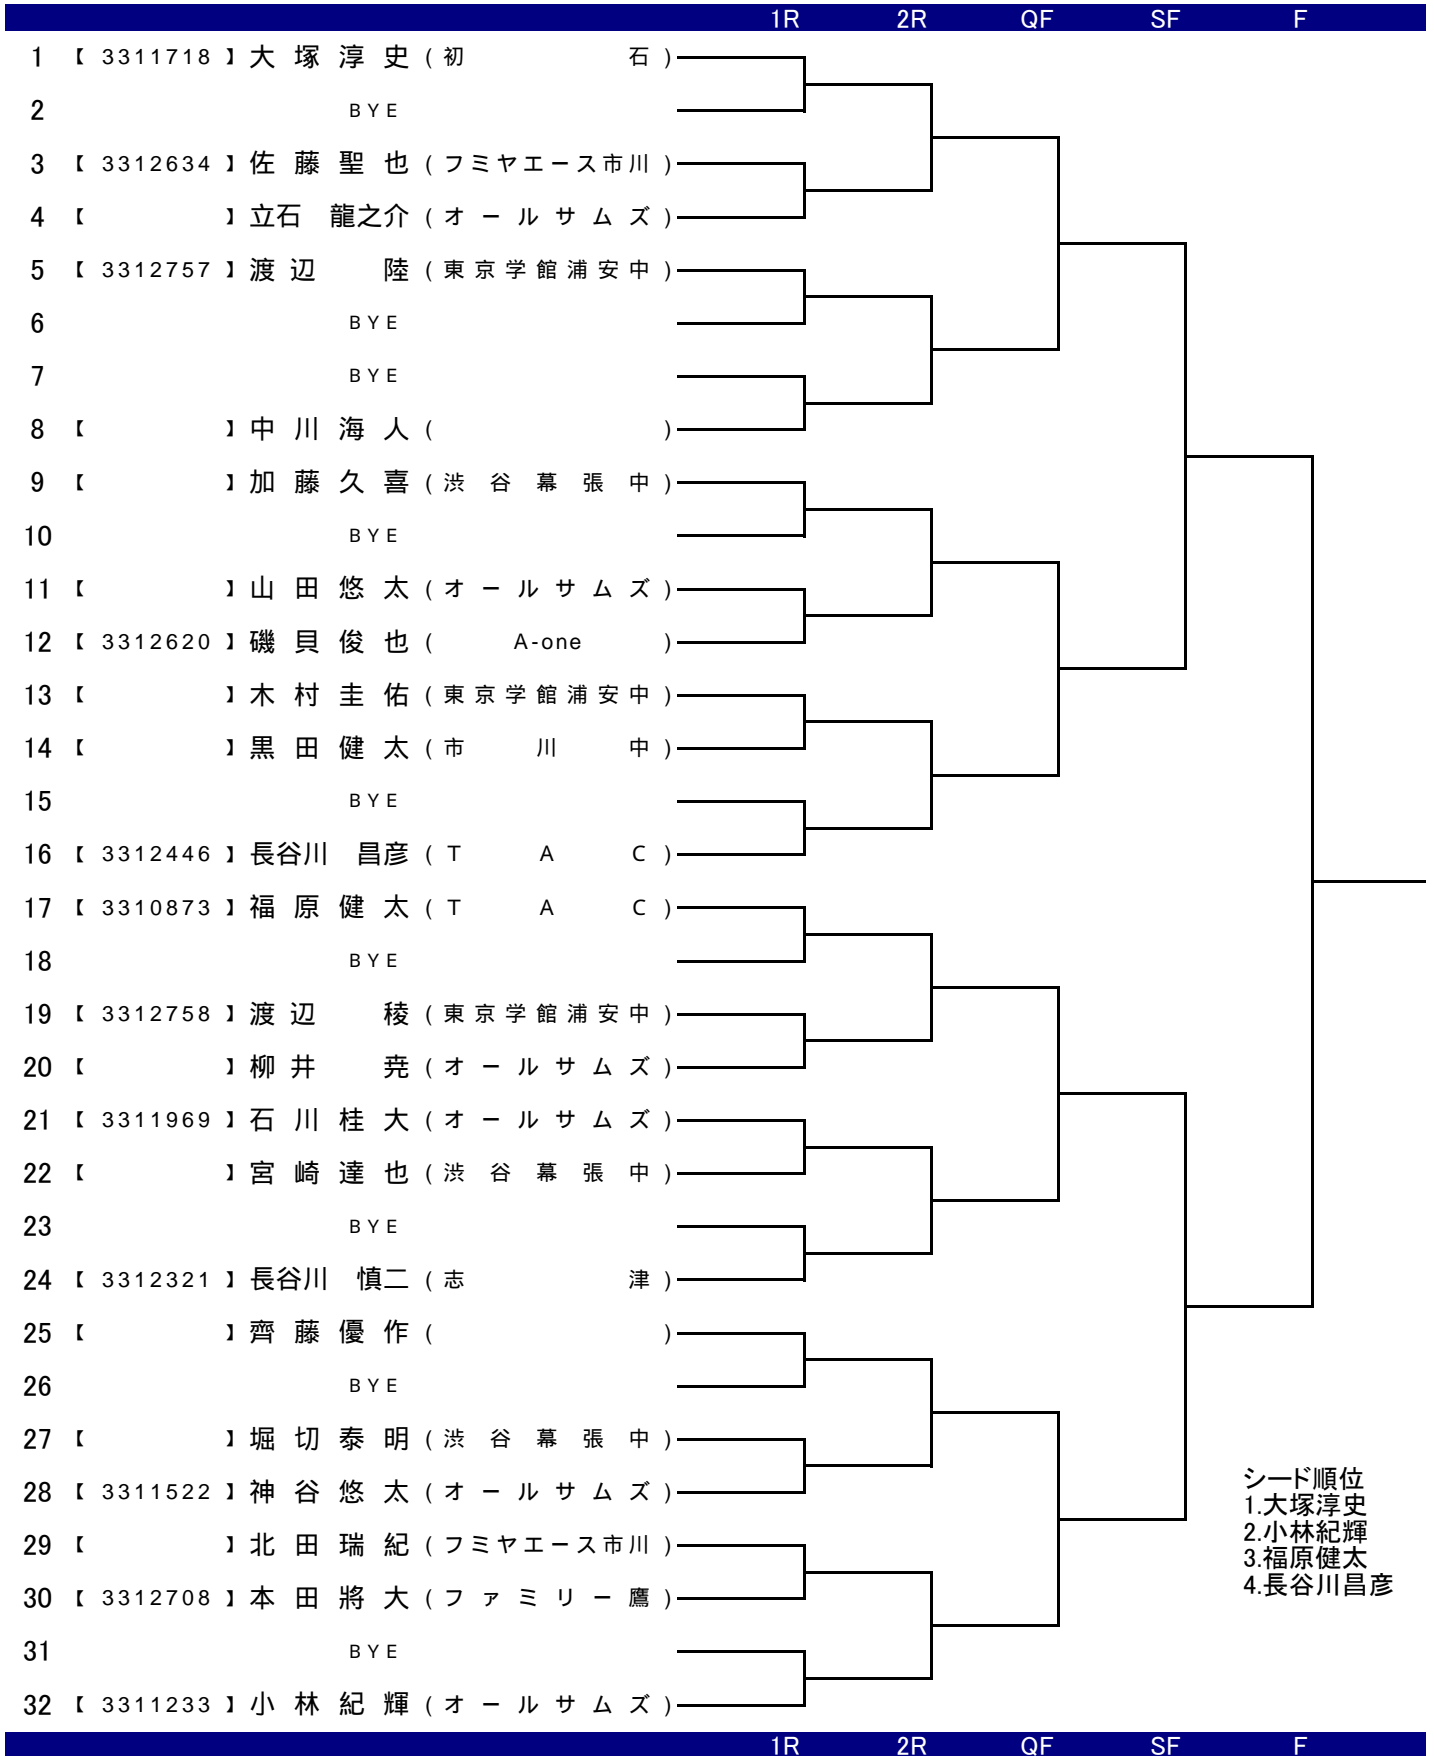 1R 2R QF SF F
1 【 3311718 】 大塚淳史 (初石)
2 BYE
3 【 3312634 】 佐藤聖也 (フミヤエース市川)
4 【 】 立石 龍之介 (オールサムズ)
5 【 3312757 】 渡辺 陸 (東京学館浦安中)
6 BYE
7 BYE
8 【 】 中川海人 ( )
9 【 】 加藤久喜 (渋谷幕張中)
10 BYE
11 【 】 山田悠太 (オールサムズ)
12 【 3312620 】 磯貝俊也 (A-one)
13 【 】 木村圭佑 (東京学館浦安中)
14 【 】 黒田健太 (市川中)
15 BYE
16 【 3312446 】 長谷川 昌彦 (TAC)
17 【 3310873 】 福原健太 (TAC)
18 BYE
19 【 3312758 】 渡辺 稜 (東京学館浦安中)
20 【 】 柳井 尭 (オールサムズ)
21 【 3311969 】 石川桂大 (オールサムズ)
22 【 】 宮崎達也 (渋谷幕張中)
23 BYE
24 【 3312321 】 長谷川 慎二 (志津)
25 【 】 齊藤優作 ( )
26 BYE
27 【 】 堀切泰明 (渋谷幕張中)
28 【 3311522 】 神谷悠太 (オールサムズ)
29 【 】 北田瑞紀 (フミヤエース市川)
30 【 3312708 】 本田將大 (ファミリー鷹)
31 BYE
32 【 3311233 】 小林紀輝 (オールサムズ)
シード順位
1.大塚淳史
2.小林紀輝
3.福原健太
4.長谷川昌彦
1R 2R QF SF F